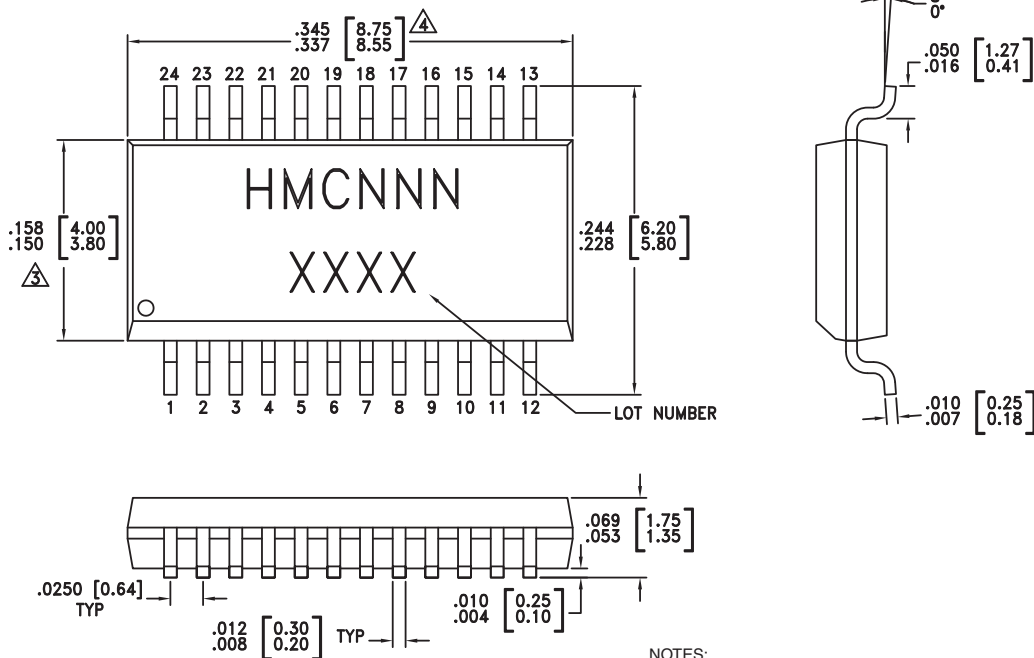 .345 [8.75] 4
.337 [8.55]
0°
.050 [1.27]
.016 [0.41]
24 23 22 21 20 19 18 17 16 15 14 13
HMCNNN
.158 [4.00]
.150 [3.80]
3
.244 [6.20]
.228 [5.80]
XXXX
1 2 3 4 5 6 7 8 9 10 11 12
LOT NUMBER
.010 [0.25]
.007 [0.18]
.069 [1.75]
.053 [1.35]
.0250 [0.64]
TYP
.010 [0.25]
.004 [0.10]
.012 [0.30]
.008 [0.20]
TYP
NOTES: